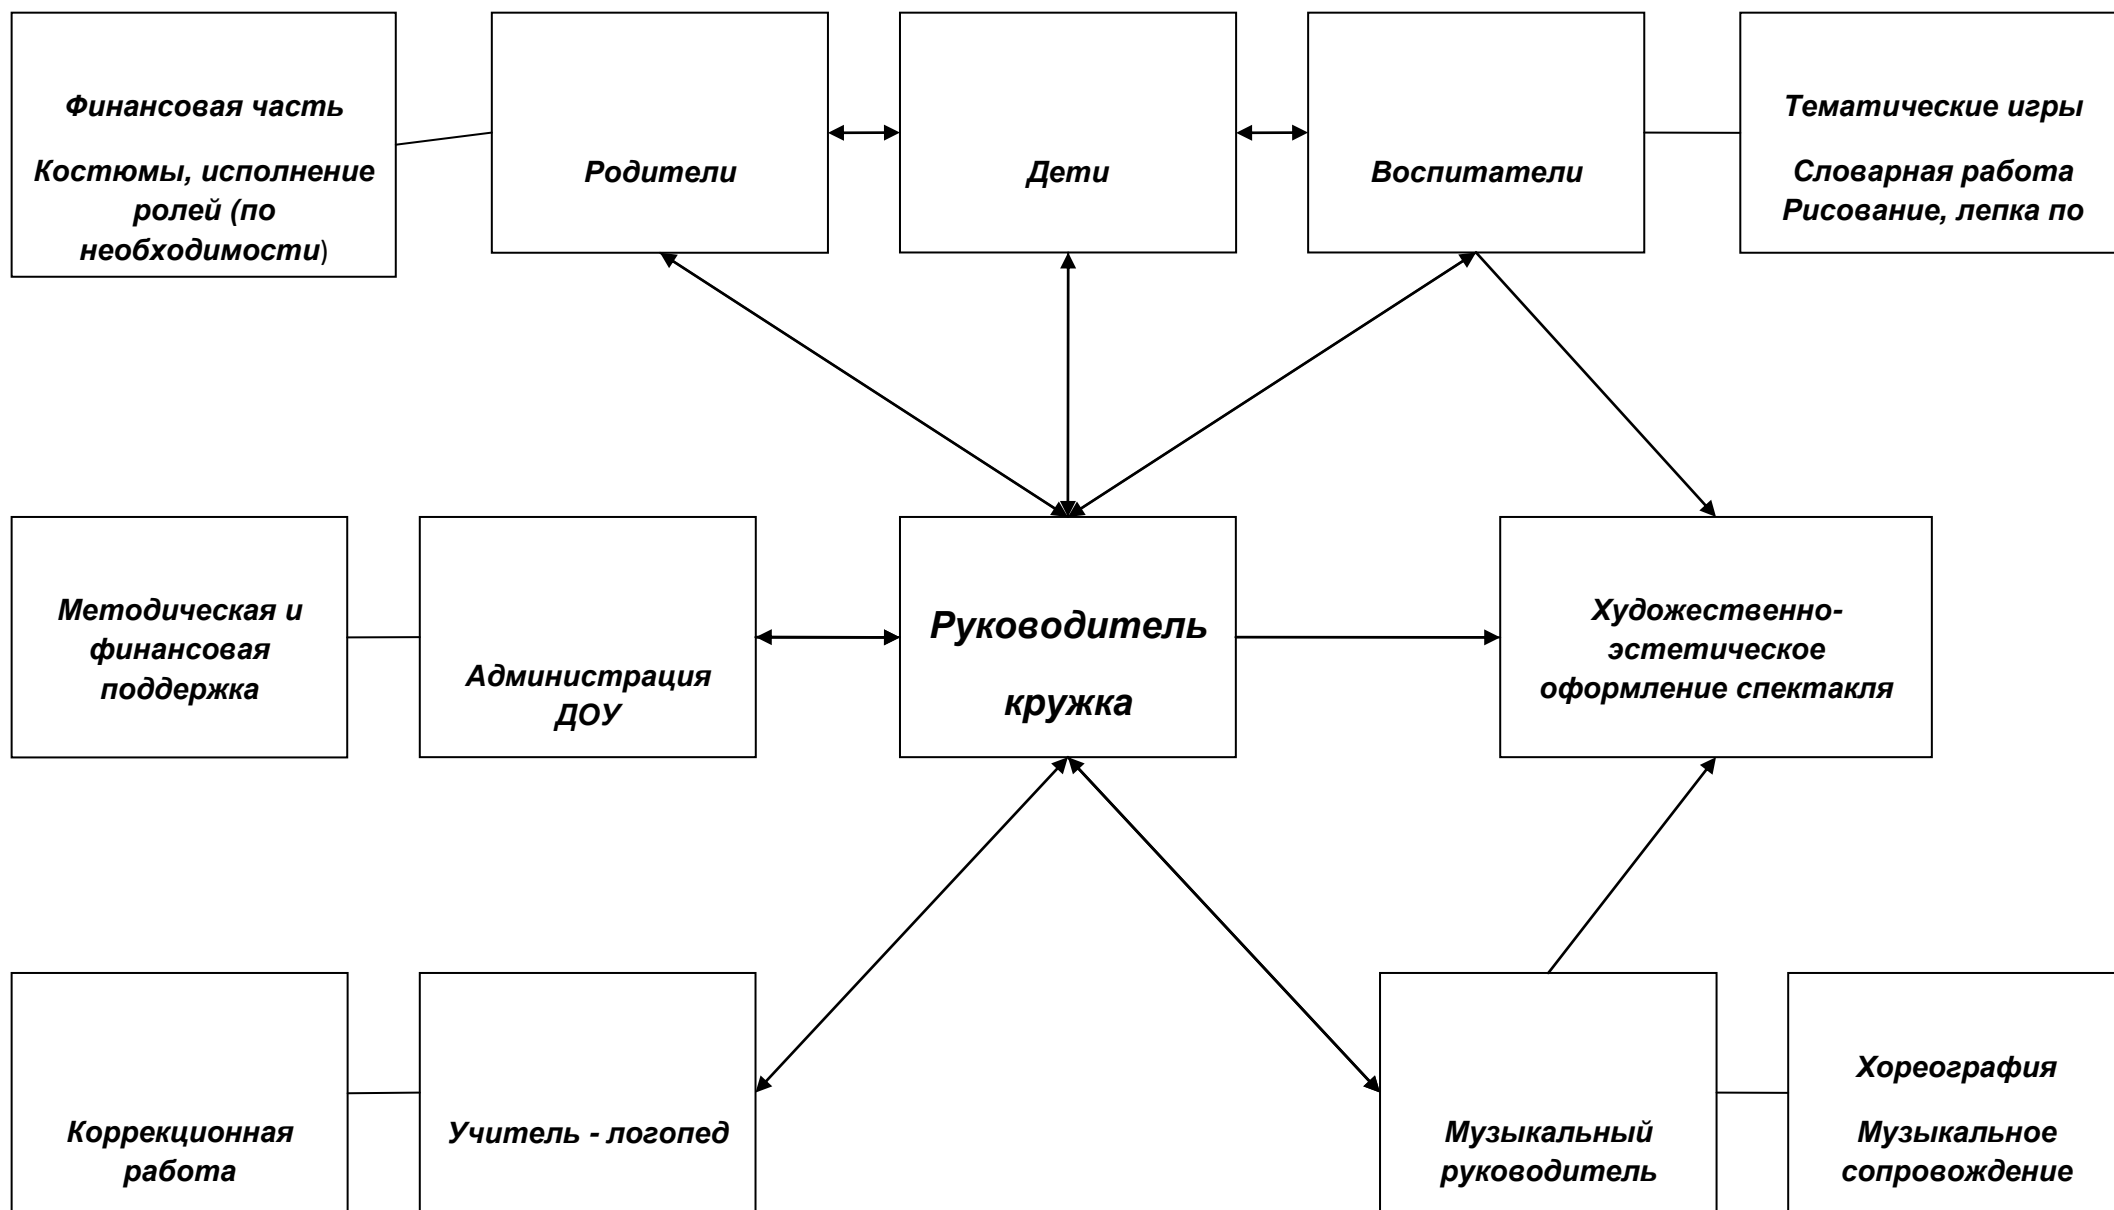 Финансовая часть
Костюмы, исполнение
ролей (по
необходимости)
Родители
Дети
Воспитатели
Тематические игры
Словарная работа
Рисование, лепка по
Методическая и
финансовая
поддержка
Администрация
ДОУ
Руководитель
кружка
Художественно-
эстетическое
оформление спектакля
Коррекционная
работа
Учитель - логопед
Музыкальный
руководитель
Хореография
Музыкальное
сопровождение